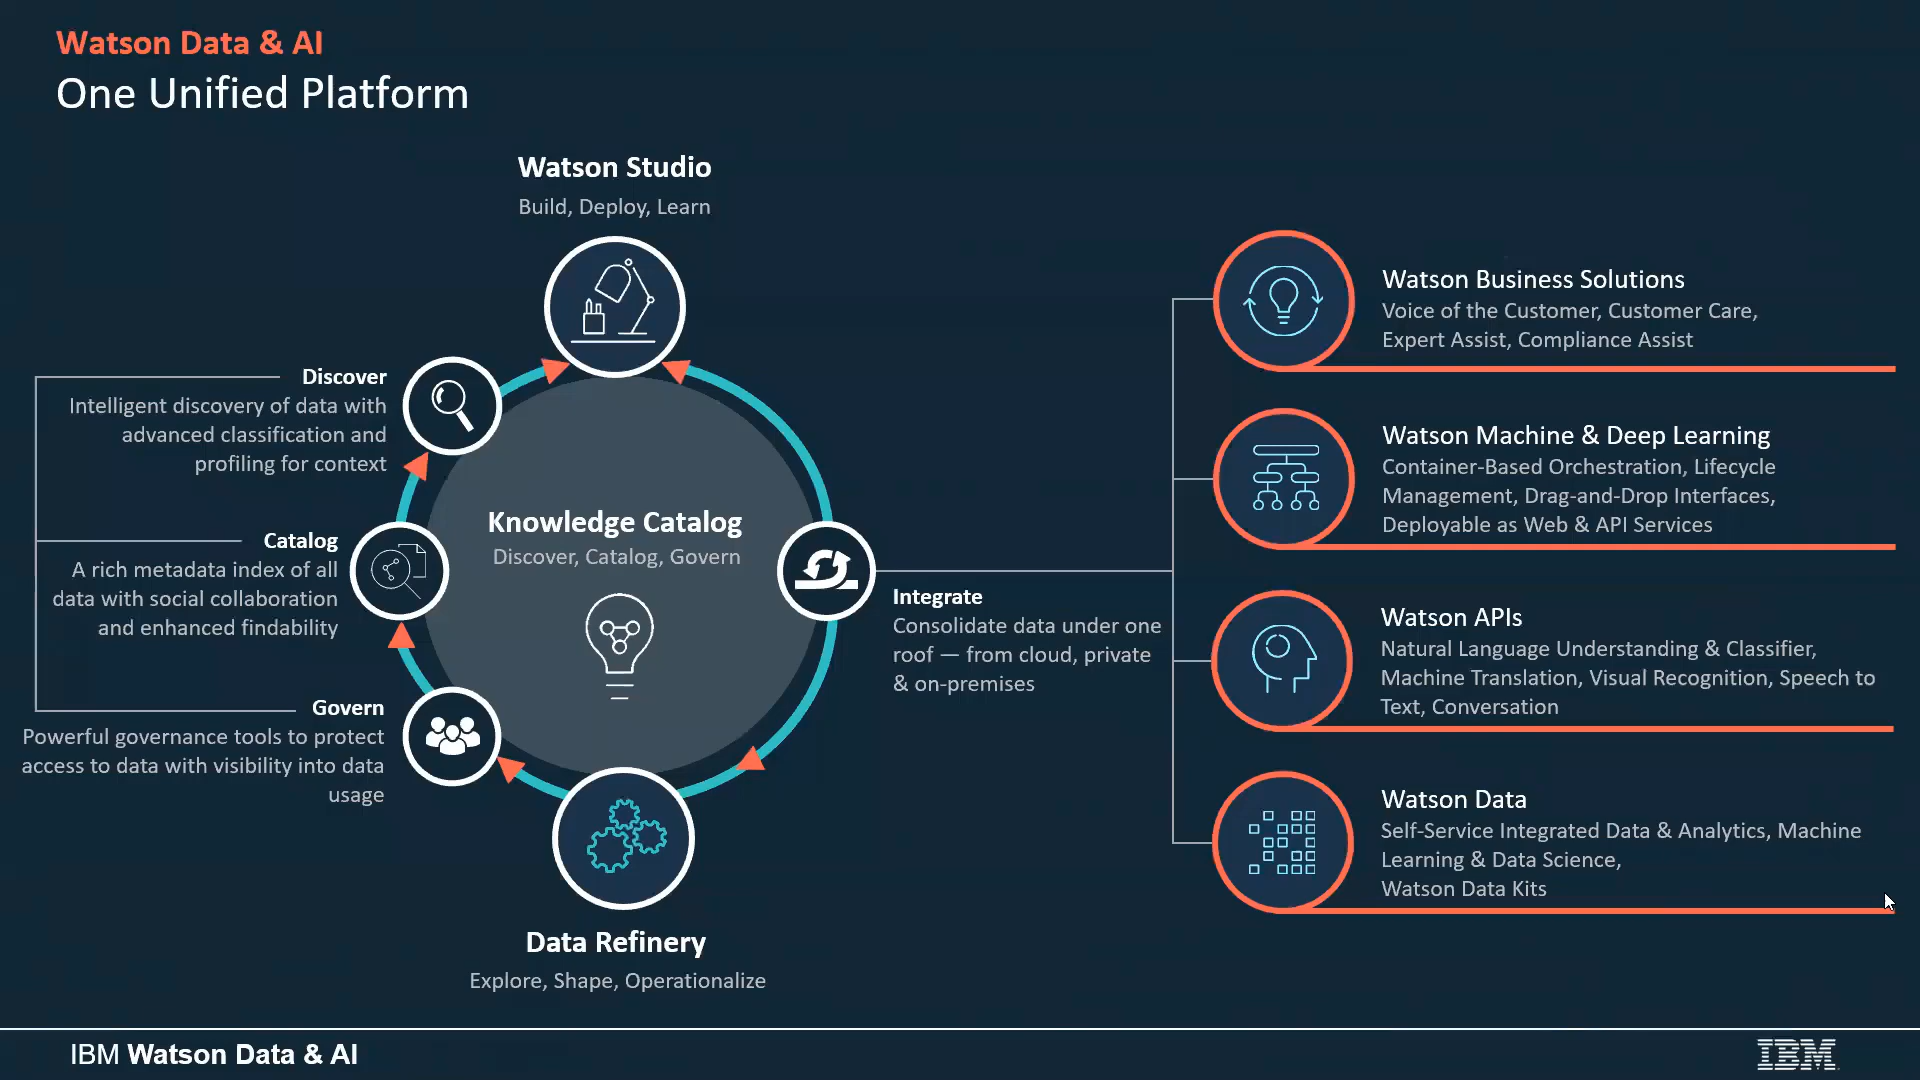 Watson Data & AI
One Unified Platform
Watson Studio
Build, Deploy, Learn
Discover
Intelligent discovery of data with
advanced classification and
profiling for context
Catalog
A rich metadata index of all
data with social collaboration
and enhanced findability
Govern
Powerful governance tools to protect
access to data with visibility into data
usage
Knowledge Catalog
Discover, Catalog, Govern
Data Refinery
Explore, Shape, Operationalize
Integrate
Consolidate data under one
roof — from cloud, private
& on-premises
Watson Business Solutions
Voice of the Customer, Customer Care,
Expert Assist, Compliance Assist
Watson Machine & Deep Learning
Container-Based Orchestration, Lifecycle
Management, Drag-and-Drop Interfaces,
Deployable as Web & API Services
Watson APIs
Natural Language Understanding & Classifier,
Machine Translation, Visual Recognition, Speech to
Text, Conversation
Watson Data
Self-Service Integrated Data & Analytics, Machine
Learning & Data Science,
Watson Data Kits
IBM Watson Data & AI
IBM